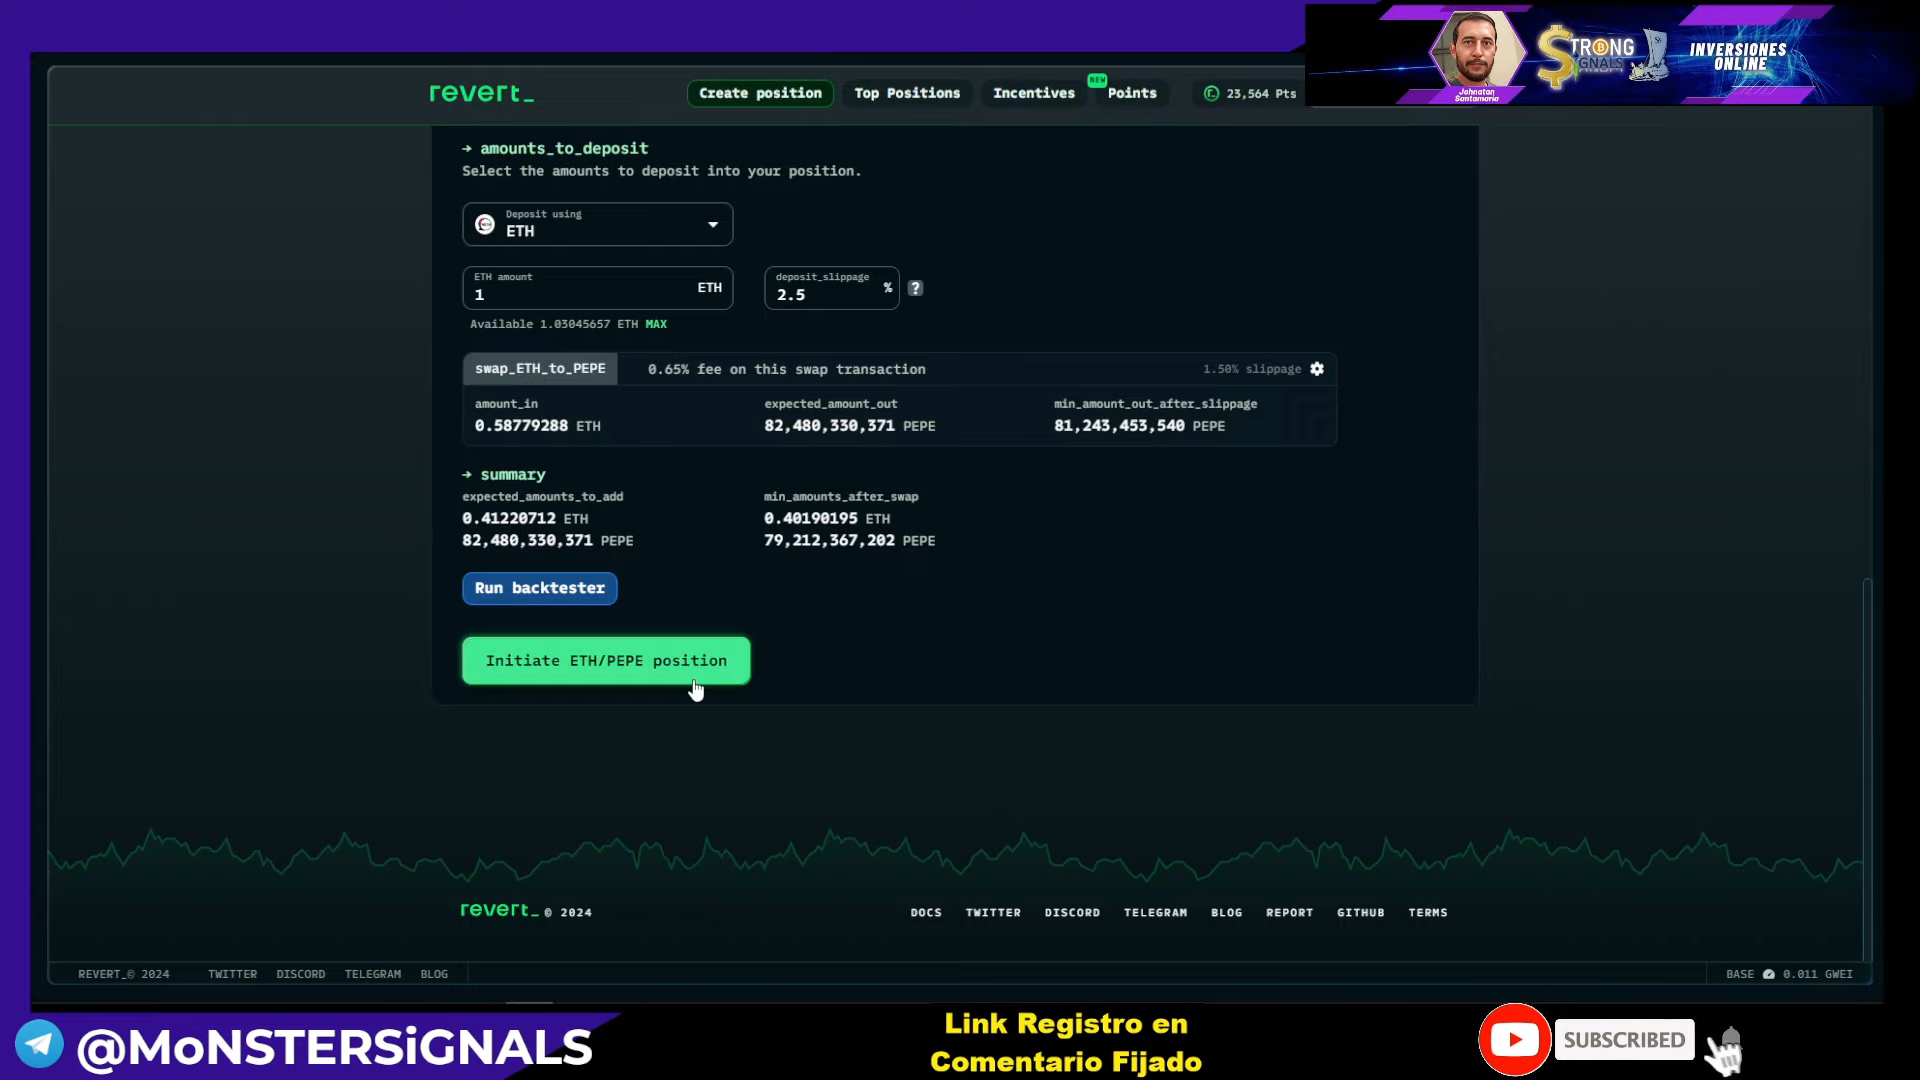 revert_
Create position
Top Positions
Incentives
NEW
Points
23,564 Pts
Johnatan
Santamaria
STRONG
SIGNALS
INVERSIONES
ONLINE
→ amounts_to_deposit
Select the amounts to deposit into your position.
Deposit using
ETH
ETH amount
1
ETH
deposit_slippage
2.5
%
?
Available 1.03045657 ETH MAX
swap_ETH_to_PEPE
0.65% fee on this swap transaction
1.50% slippage
amount_in
0.58779288 ETH
expected_amount_out
82,480,330,371 PEPE
min_amount_out_after_slippage
81,243,453,540 PEPE
→ summary
expected_amounts_to_add
0.41220712 ETH
82,480,330,371 PEPE
min_amounts_after_swap
0.40190195 ETH
79,212,367,202 PEPE
Run backtester
Initiate ETH/PEPE position
revert_ © 2024
DOCS
TWITTER
DISCORD
TELEGRAM
BLOG
REPORT
GITHUB
TERMS
REVERT_© 2024
TWITTER
DISCORD
TELEGRAM
BLOG
BASE
0.011 GWEI
@MoNSTERSiGNALS
Link Registro en
Comentario Fijado
SUBSCRIBED